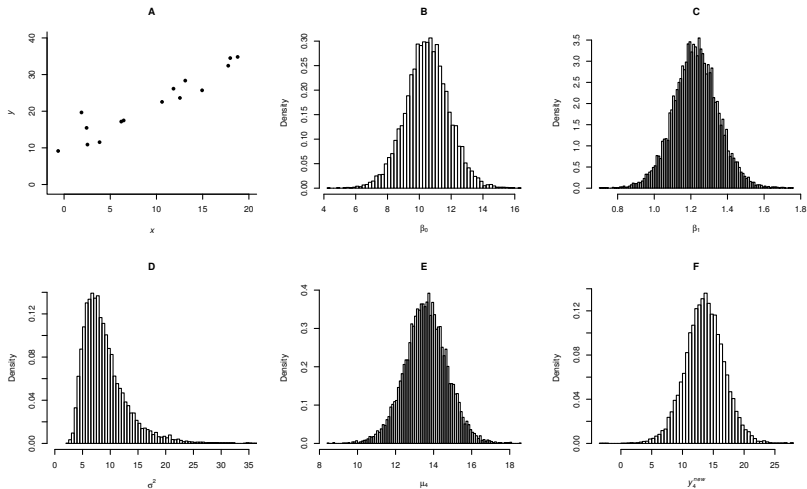 A
B
C
40
30
20
10
0
y
0 5 10 15 20
x
0.30
0.25
0.20
0.15
0.10
0.05
0.00
Density
4 6 8 10 12 14 16
β₀
3.5
3.0
2.5
2.0
1.5
1.0
0.5
0.0
Density
0.8 1.0 1.2 1.4 1.6 1.8
β₁
D
E
F
0.12
0.08
0.04
0.00
Density
0 5 10 15 20 25 30 35
σ²
0.4
0.3
0.2
0.1
0.0
Density
8 10 12 14 16 18
μ₄
0.12
0.08
0.04
0.00
Density
0 5 10 15 20 25
y₄ⁿᵉʷ